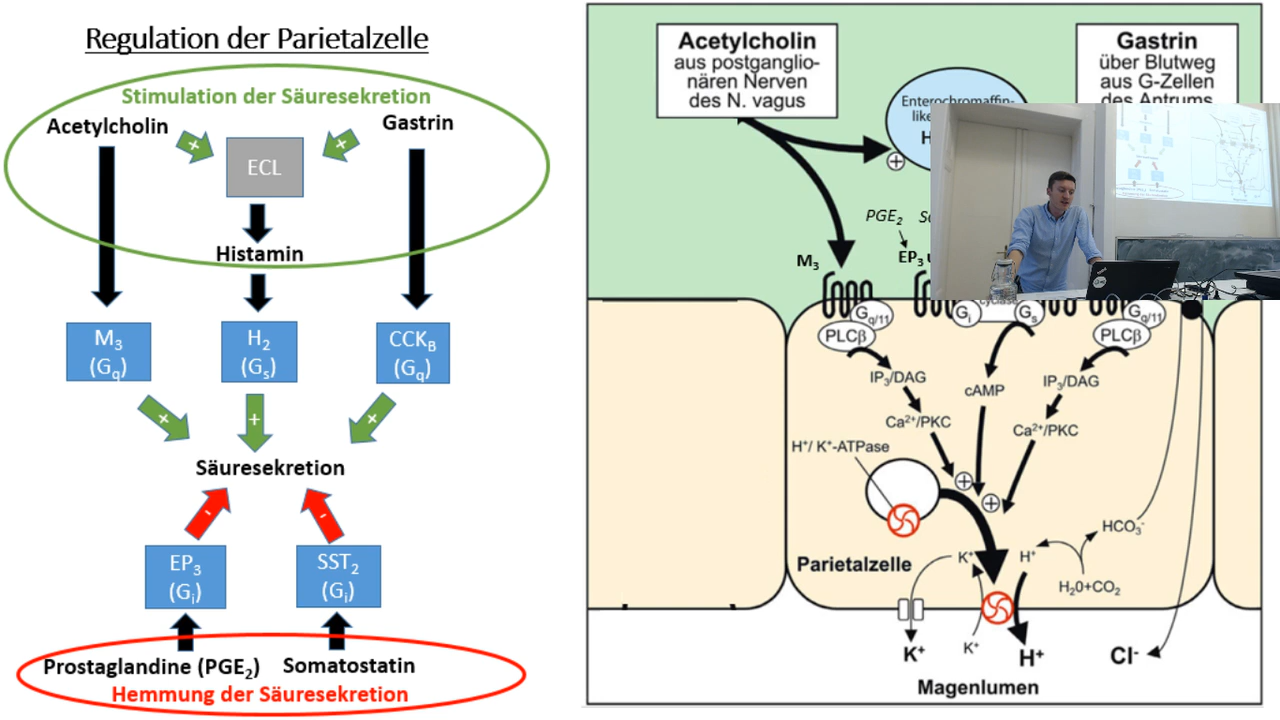 Regulation der Parietalzelle
Stimulation der Säuresekretion
Acetylcholin
Gastrin
ECL
Histamin
M₃
(Gq)
H₂
(Gs)
CCKB
(Gq)
+
+
+
+
+
Säuresekretion
-
-
EP₃
(Gi)
SST₂
(Gi)
Prostaglandine (PGE₂)
Somatostatin
Hemmung der Säuresekretion
Acetylcholin
aus postganglio-
nären Nerven
des N. vagus
Gastrin
über Blutweg
aus G-Zellen
des Antrums
Enterochromaffin-
like
H
+
PGE₂
M₃
EP₃
Gq/11
PLCβ
Gi
Gs
Gq/11
PLCβ
IP₃/DAG
cAMP
IP₃/DAG
Ca²⁺/PKC
Ca²⁺/PKC
H⁺/ K⁺-ATPase
+
+
HCO₃⁻
Parietalzelle
K⁺
H⁺
H₂0+CO₂
K⁺
K⁺
H⁺
Cl⁻
Magenlumen